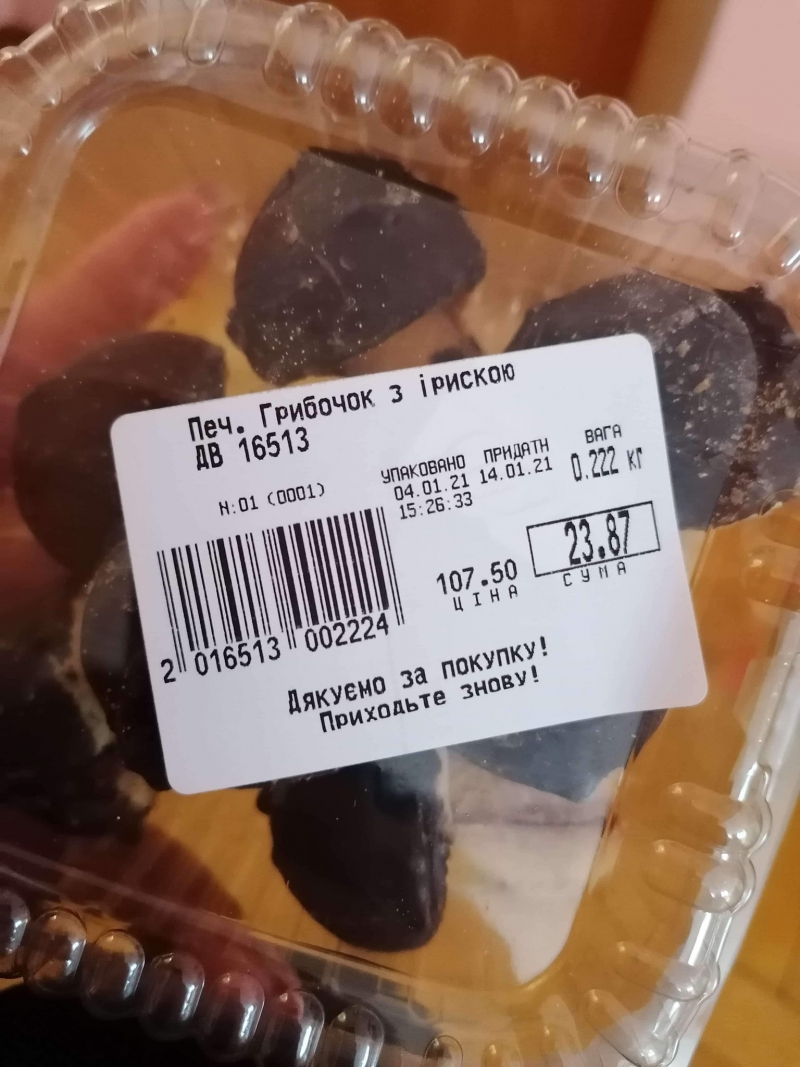 Печ. Грибочок з ірискою
ДВ 16513
N:01 (0001)
УПАКОВАНО ПРИДАТН ВАГА
04.01.21 14.01.21 0.222 кг
15:26:33
107.50 23.87
ЦІНА СУМА
2 016513 002224
Дякуємо за покупку!
Приходьте знову!